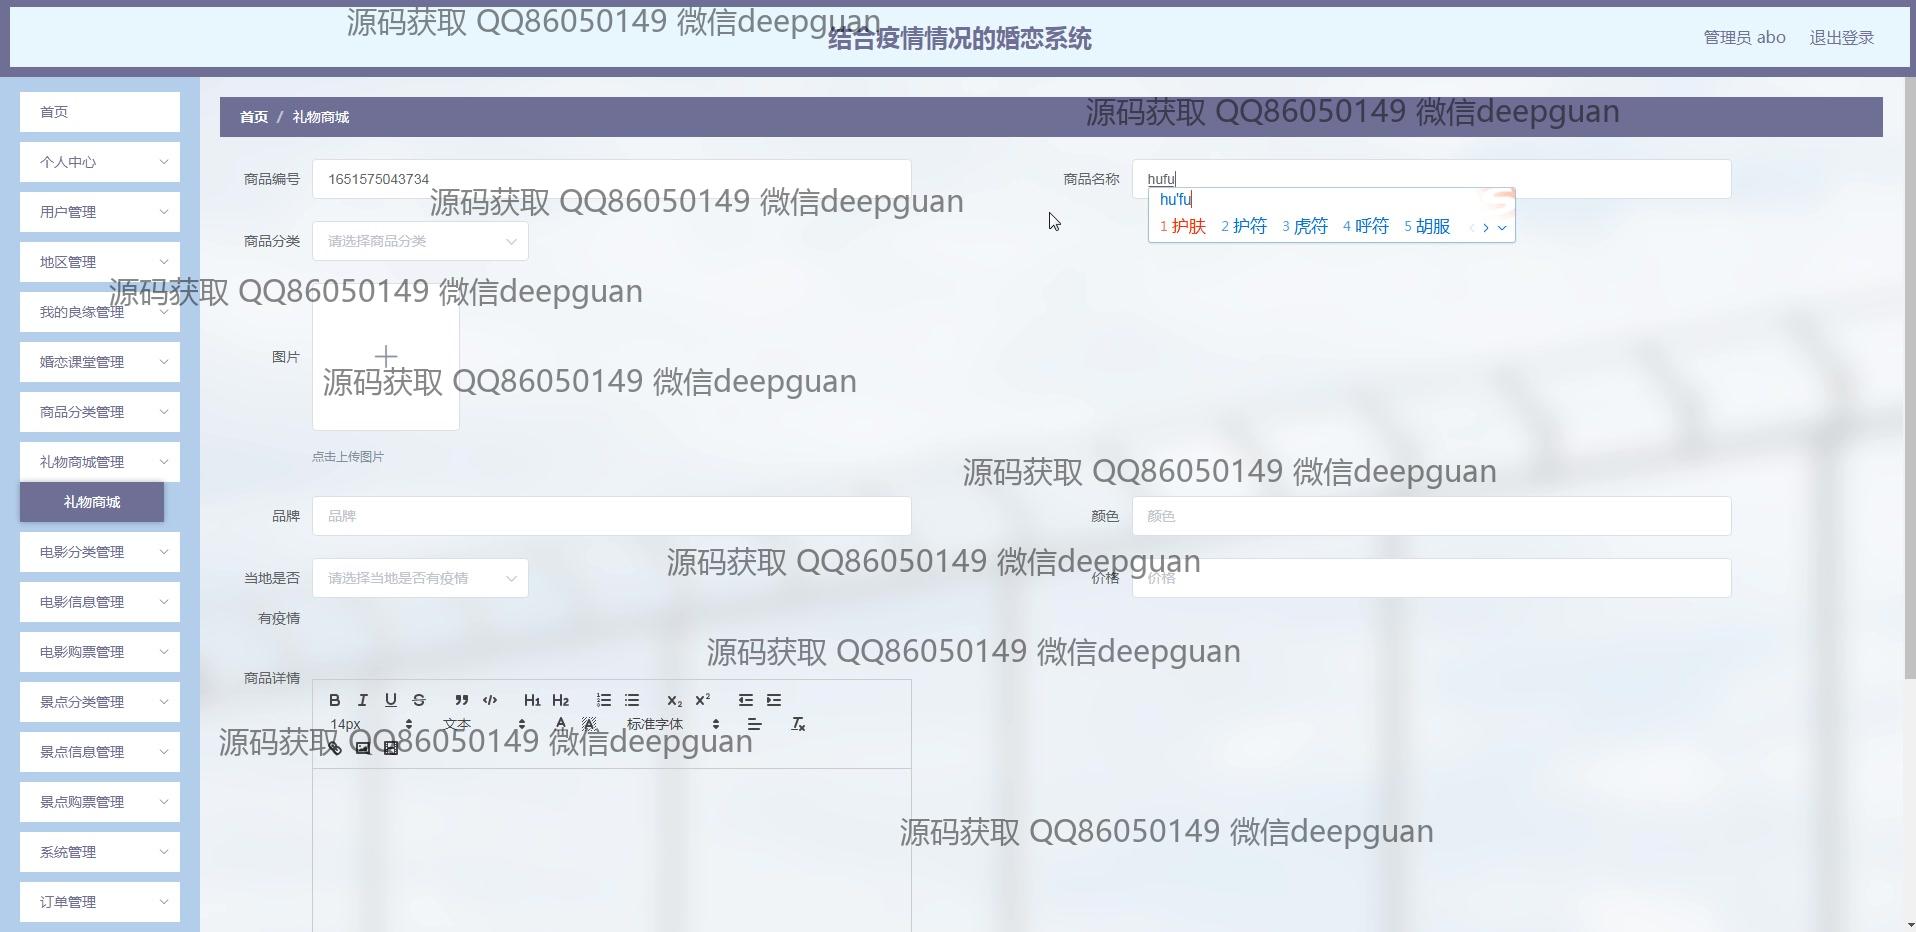 源码获取 QQ86050149 微信deepguan
结合疫情情况的婚恋系统
管理员 abo 退出登录
首页
个人中心
用户管理
地区管理
我的良缘管理
婚恋课堂管理
商品分类管理
礼物商城管理
礼物商城
电影分类管理
电影信息管理
电影购票管理
景点分类管理
景点信息管理
景点购票管理
系统管理
订单管理
首页 / 礼物商城
源码获取 QQ86050149 微信deepguan
商品编号 1651575043734
商品名称 hufu
hu'fu
1 护肤 2 护符 3 虎符 4 呼符 5 胡服
源码获取 QQ86050149 微信deepguan
商品分类 请选择商品分类
源码获取 QQ86050149 微信deepguan
图片
源码获取 QQ86050149 微信deepguan
点击上传图片
源码获取 QQ86050149 微信deepguan
品牌 品牌
颜色 颜色
源码获取 QQ86050149 微信deepguan
当地是否 请选择当地是否有疫情
有疫情
价格 价格
源码获取 QQ86050149 微信deepguan
商品详情
B I U S H1 H2 X2 X2
14px 文本 A A 标准字体 Tx
源码获取 QQ86050149 微信deepguan
源码获取 QQ86050149 微信deepguan